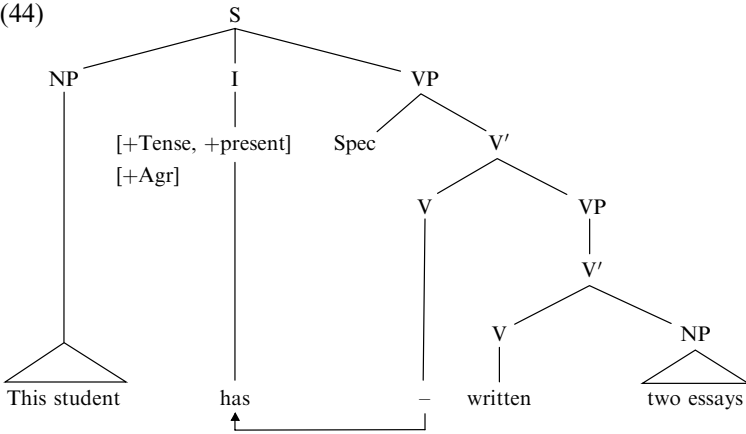 (44)
S
NP I VP
[+Tense, +present] Spec V′
[+Agr]
V VP
V′
V NP
This student has – written two essays